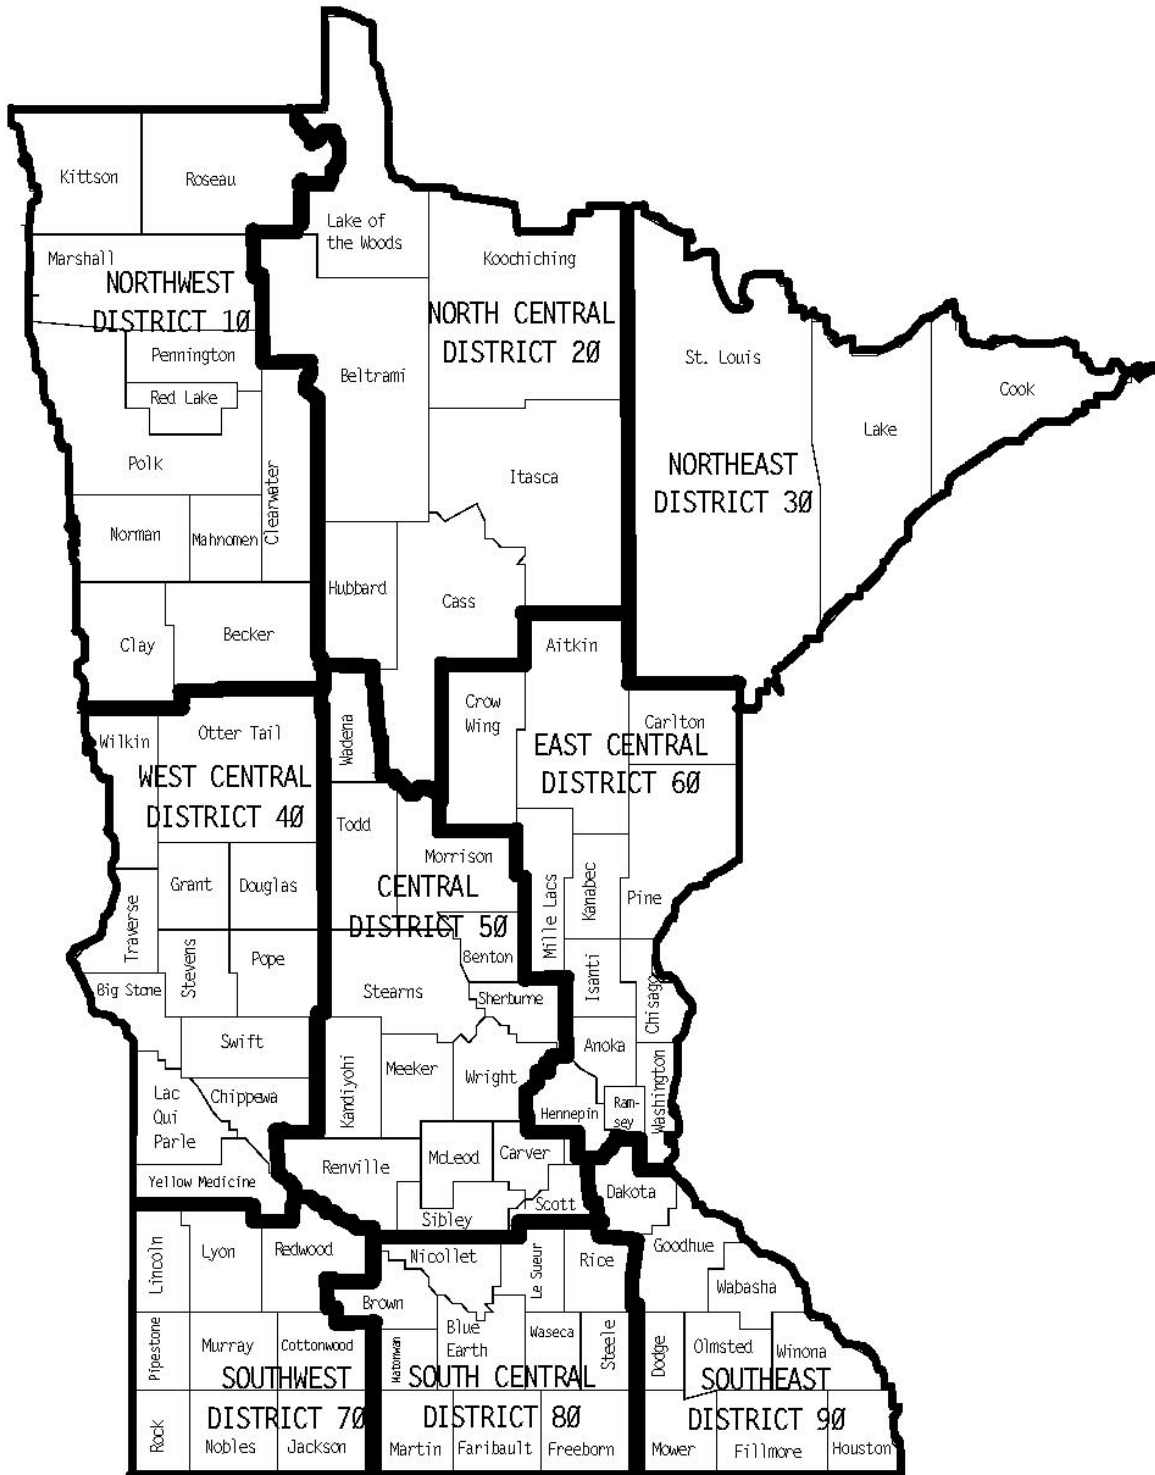 Kittson
Roseau
Lake of
the Woods
Marshall
Koochiching
NORTHWEST
DISTRICT 10
NORTH CENTRAL
DISTRICT 20
Pennington
St. Louis
Beltrami
Red Lake
Cook
Lake
Polk
NORTHEAST
DISTRICT 30
Itasca
Clearwater
Norman
Mahnomen
Hubbard
Cass
Clay
Becker
Aitkin
Crow
Wing
Wilkin
Otter Tail
Wadena
Carlton
EAST CENTRAL
DISTRICT 60
WEST CENTRAL
DISTRICT 40
Todd
Morrison
Grant
Douglas
CENTRAL
DISTRICT 50
Mille Lacs
Kanabec
Pine
Traverse
Stevens
Pope
Benton
Isanti
Chisago
Big Stone
Stearns
Sherburne
Swift
Anoka
Kandiyohi
Meeker
Wright
Washington
Lac
Qui
Parle
Chippewa
Hennepin
Ram-
sey
Yellow Medicine
Renville
McLeod
Carver
Scott
Dakota
Sibley
Lincoln
Lyon
Redwood
Nicollet
Le Sueur
Rice
Goodhue
Brown
Wabasha
Pipestone
Murray
Cottonwood
Watonwan
Blue
Earth
Waseca
Steele
Dodge
Olmsted
Winona
SOUTHWEST
DISTRICT 70
SOUTH CENTRAL
DISTRICT 80
SOUTHEAST
DISTRICT 90
Rock
Nobles
Jackson
Martin
Faribault
Freeborn
Mower
Fillmore
Houston